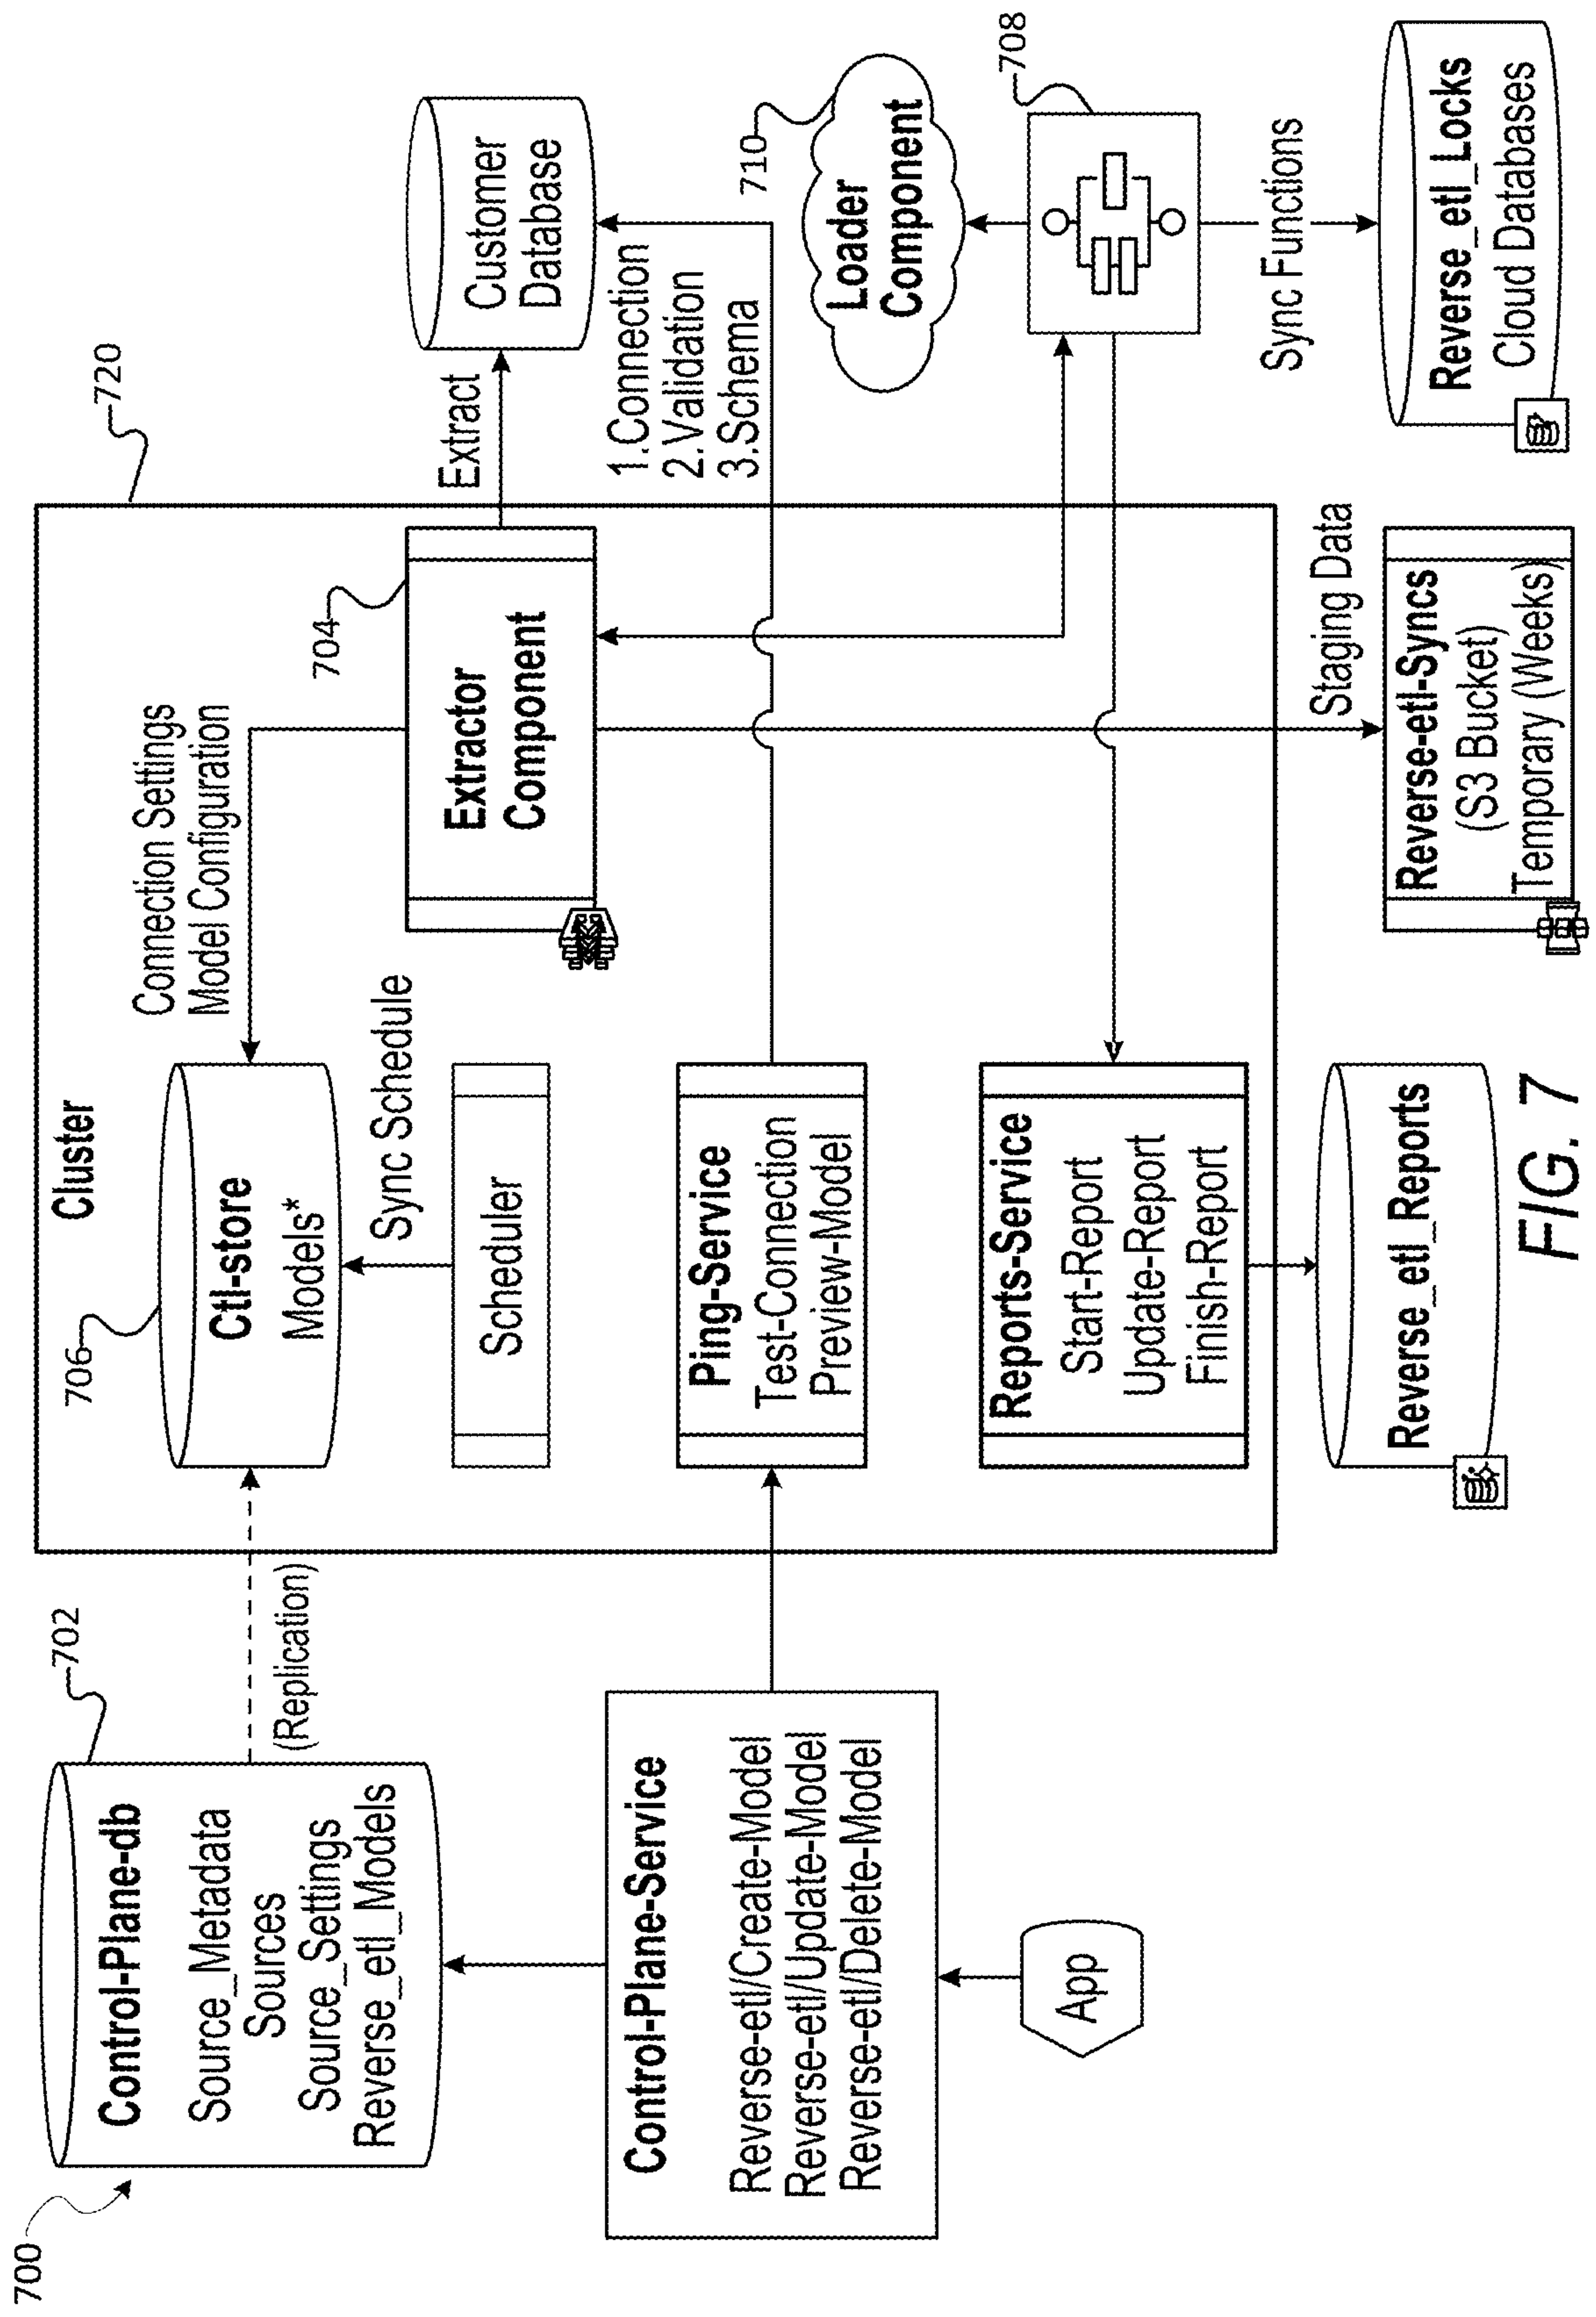 700
702
Control-Plane-db
Source_Metadata
Sources
Source_Settings
Reverse_etl_Models
(Replication)
Control-Plane-Service
Reverse-etl/Create-Model
Reverse-etl/Update-Model
Reverse-etl/Delete-Model
App
720
Cluster
706
Ctl-store
Models*
Sync Schedule
Scheduler
Connection Settings
Model Configuration
704
Extractor
Component
Extract
Customer
Database
Ping-Service
Test-Connection
Preview-Model
1.Connection
2.Validation
3.Schema
Reports-Service
Start-Report
Update-Report
Finish-Report
710
Loader
Component
708
Sync Functions
Staging Data
Reverse_etl_Reports
Reverse-etl-Syncs
(S3 Bucket)
Temporary (Weeks)
Reverse_etl_Locks
Cloud Databases
FIG. 7